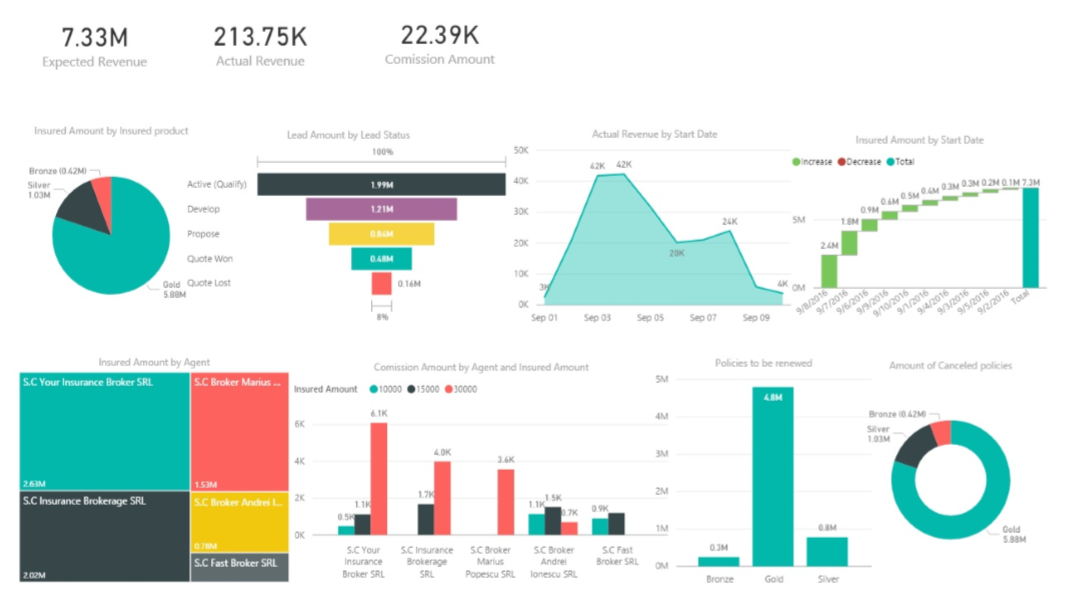 7.33M
Expected Revenue
213.75K
Actual Revenue
22.39K
Comission Amount
Insured Amount by Insured product
Bronze (0.42M)
Silver
1.03M
Gold
5.88M
Lead Amount by Lead Status
100%
Active (Qualify)
1.99M
Develop
1.21M
Propose
0.84M
Quote Won
0.48M
Quote Lost
0.16M
8%
Actual Revenue by Start Date
50K
40K
30K
20K
10K
0K
3K
42K
42K
20K
24K
4K
Sep 01
Sep 03
Sep 05
Sep 07
Sep 09
Insured Amount by Start Date
Increase
Decrease
Total
5M
0M
2.4M
1.8M
0.9M
0.6M
0.5M
0.4M
0.3M
0.3M
0.2M
0.1M
7.3M
9/8/2016
9/7/2016
9/6/2016
9/9/2016
9/10/2016
9/1/2016
9/4/2016
9/3/2016
9/5/2016
9/2/2016
Total
Insured Amount by Agent
S.C Your Insurance Broker SRL
2.63M
S.C Broker Marius ...
1.53M
S.C Insurance Brokerage SRL
2.02M
S.C Broker Andrei I...
0.78M
S.C Fast Broker SRL
Comission Amount by Agent and Insured Amount
Insured Amount
10000
15000
30000
6K
4K
2K
0K
0.5K
1.1K
6.1K
1.7K
4.0K
3.6K
1.1K
1.5K
0.7K
0.9K
S.C Your
Insurance
Broker SRL
S.C Insurance
Brokerage
SRL
S.C Broker
Marius
Popescu SRL
S.C Broker
Andrei
Ionescu SRL
S.C Fast
Broker SRL
Policies to be renewed
5M
4M
3M
2M
1M
0M
0.3M
4.8M
0.8M
Bronze
Gold
Silver
Amount of Canceled policies
Bronze (0.42M)
Silver
1.03M
Gold
5.88M